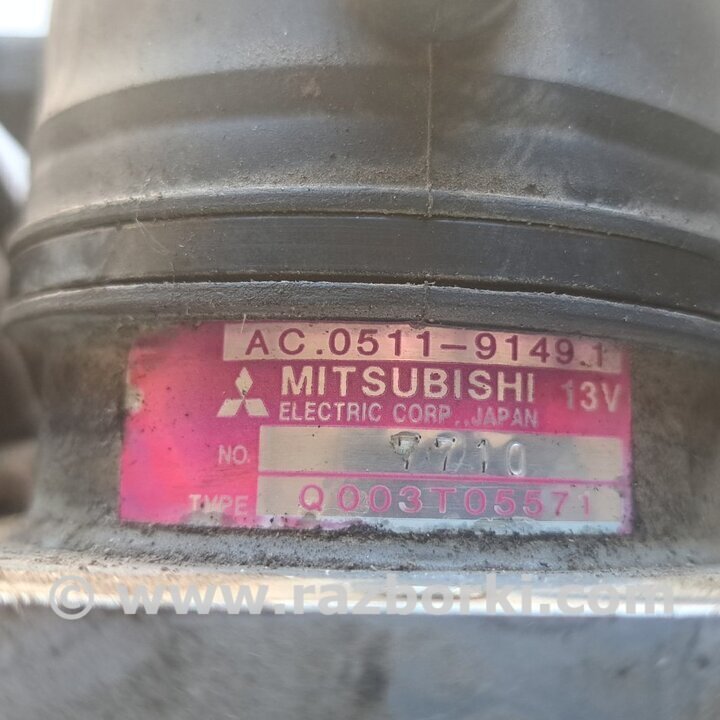 AC.0511-9149.1
MITSUBISHI 13V
ELECTRIC CORP., JAPAN
NO. 7710
TYPE Q003T05571
© www.razborki.com